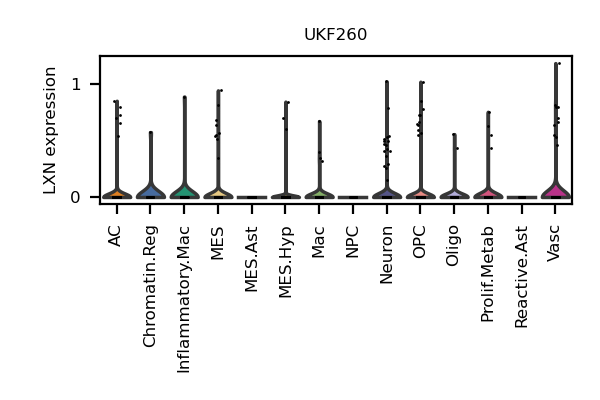 UKF260
LXN expression
1
0
AC
Chromatin.Reg
Inflammatory.Mac
MES
MES.Ast
MES.Hyp
Mac
NPC
Neuron
OPC
Oligo
Prolif.Metab
Reactive.Ast
Vasc